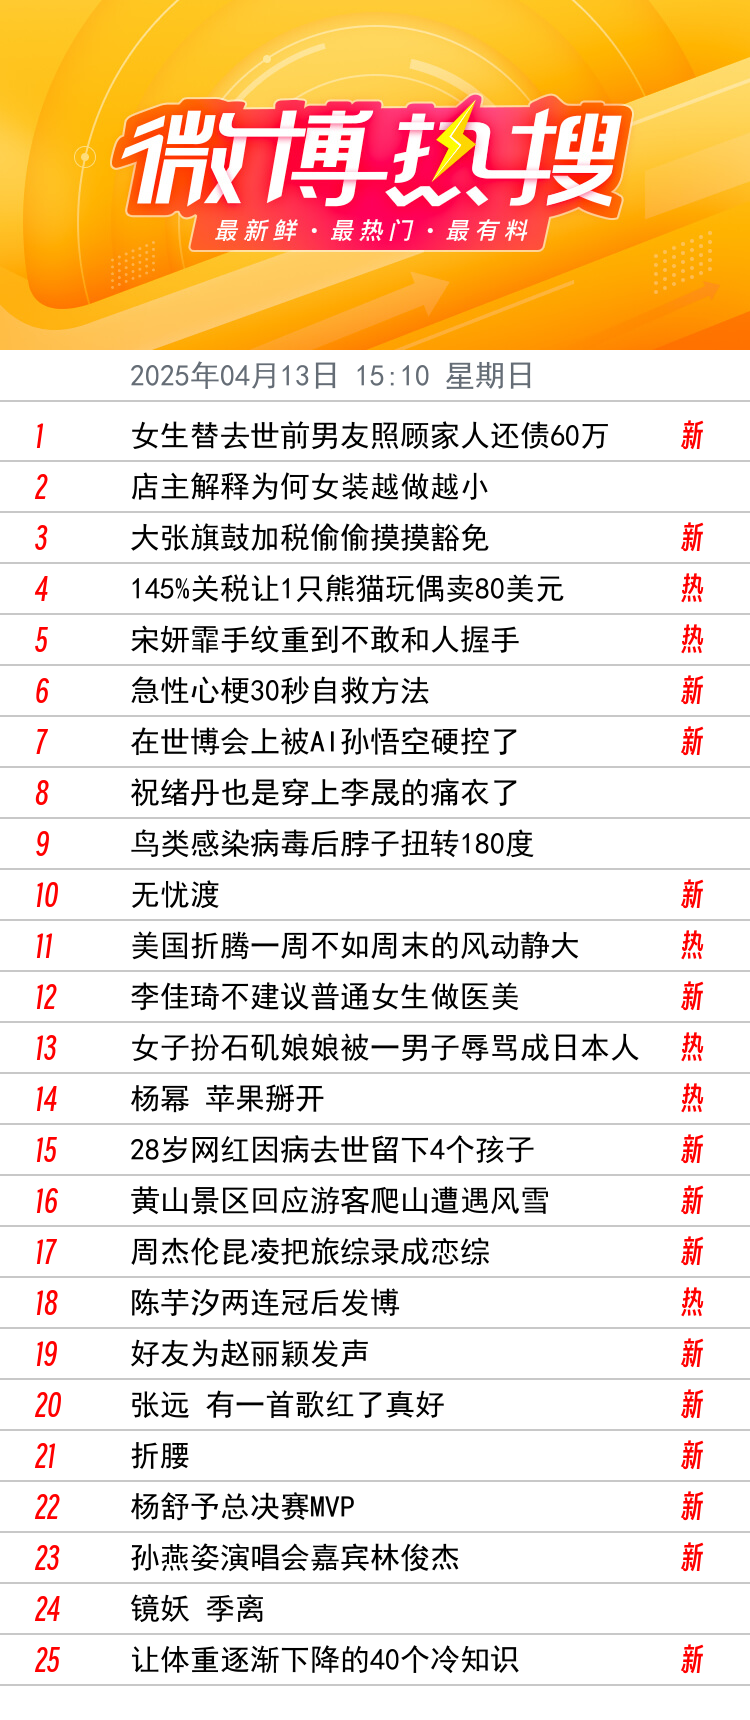 微博热搜
最新鲜·最热门·最有料
2025年04月13日 15:10 星期日
1 女生替去世前男友照顾家人还债60万 新
2 店主解释为何女装越做越小
3 大张旗鼓加税偷偷摸摸豁免 新
4 145%关税让1只熊猫玩偶卖80美元 热
5 宋妍霏手纹重到不敢和人握手 热
6 急性心梗30秒自救方法 新
7 在世博会上被AI孙悟空硬控了 新
8 祝绪丹也是穿上李晟的痛衣了
9 鸟类感染病毒后脖子扭转180度
10 无忧渡 新
11 美国折腾一周不如周末的风动静大 热
12 李佳琦不建议普通女生做医美 新
13 女子扮石矶娘娘被一男子辱骂成日本人 热
14 杨幂 苹果掰开 热
15 28岁网红因病去世留下4个孩子 新
16 黄山景区回应游客爬山遭遇风雪 新
17 周杰伦昆凌把旅综录成恋综 新
18 陈芋汐两连冠后发博 热
19 好友为赵丽颖发声 新
20 张远 有一首歌红了真好 新
21 折腰 新
22 杨舒予总决赛MVP 新
23 孙燕姿演唱会嘉宾林俊杰 新
24 镜妖 季离
25 让体重逐渐下降的40个冷知识 新